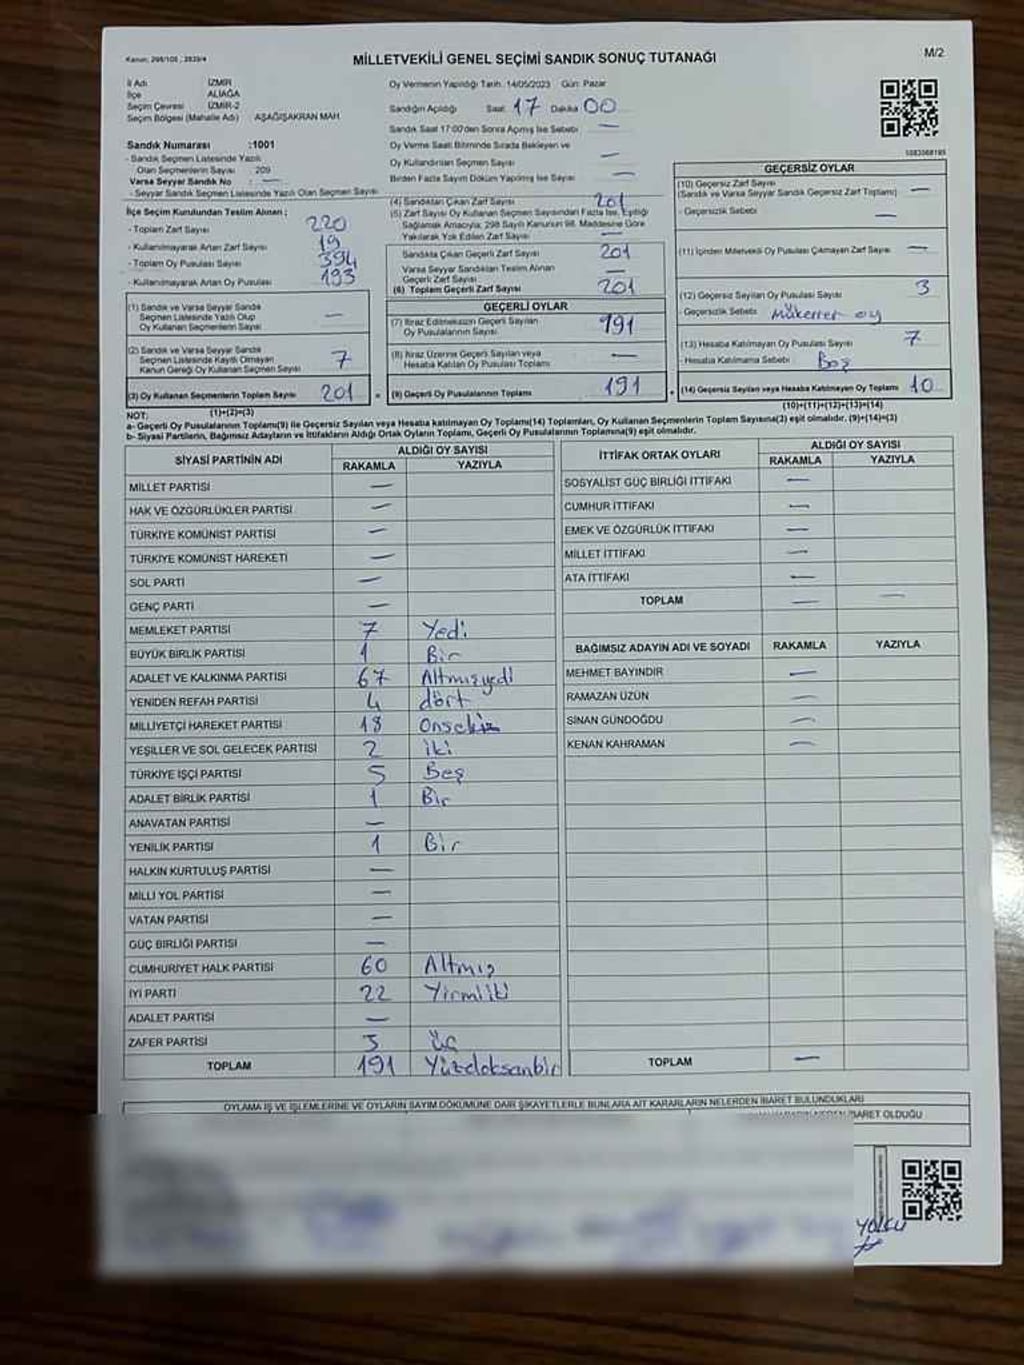 Kanun: 298/105 , 2839/4
MİLLETVEKİLİ GENEL SEÇİMİ SANDIK SONUÇ TUTANAĞI
M/2
İl Adı İZMİR
İlçe ALİAĞA
Seçim Çevresi İZMİR-2
Seçim Bölgesi (Mahalle Adı) : AŞAĞIŞAKRAN MAH
Sandık Numarası :1001
- Sandık Seçmen Listesinde Yazılı
Olan Seçmenlerin Sayısı 209
Varsa Seyyar Sandık No : —
- Seyyar Sandık Seçmen Listesinde Yazılı Olan Seçmen Sayısı
İlçe Seçim Kurulundan Teslim Alınan ;
- Toplam Zarf Sayısı 220
- Kullanılmayarak Artan Zarf Sayısı 19
- Toplam Oy Pusulası Sayısı 394
- Kullanılmayarak Artan Oy Pusulası 193
(1) Sandık ve Varsa Seyyar Sandık
Seçmen Listesinde Yazılı Olup
Oy Kullanan Seçmenlerin Sayısı —
(2) Sandık ve Varsa Seyyar Sandık
Seçmen Listesinde Kayıtlı Olmayan
Kanun Gereği Oy Kullanan Seçmen Sayısı 7
(3) Oy Kullanan Seçmenlerin Toplam Sayısı 201
Oy Vermenin Yapıldığı Tarih: 14/05/2023 Gün: Pazar
Sandığın Açıldığı Saat 17 Dakika 00
Sandık Saat 17:00'den Sonra Açılmış İse Sebebi —
Oy Verme Saati Bitiminde Sırada Bekleyen ve
Oy Kullandırılan Seçmen Sayısı —
Birden Fazla Sayım Döküm Yapılmış İse Sayısı —
(4) Sandıktan Çıkan Zarf Sayısı 201
(5) Zarf Sayısı Oy Kullanan Seçmen Sayısından Fazla İse, Eşitliği
Sağlamak Amacıyla, 298 Sayılı Kanunun 98. Maddesine Göre
Yakılarak Yok Edilen Zarf Sayısı —
Sandıkta Çıkan Geçerli Zarf Sayısı 201
Varsa Seyyar Sandıktan Teslim Alınan
Geçerli Zarf Sayısı —
(6) Toplam Geçerli Zarf Sayısı 201
GEÇERLİ OYLAR
(7) İtiraz Edilmeksizin Geçerli Sayılan
Oy Pusulalarının Sayısı 191
(8) İtiraz Üzerine Geçerli Sayılan veya
Hesaba Katılan Oy Pusulası Toplamı —
= (9) Geçerli Oy Pusulalarının Toplamı 191
1083068195
GEÇERSİZ OYLAR
(10) Geçersiz Zarf Sayısı
(Sandık ve Varsa Seyyar Sandık Geçersiz Zarf Toplamı) —
- Geçersizlik Sebebi —
(11) İçinden Milletvekili Oy Pusulası Çıkmayan Zarf Sayısı —
(12) Geçersiz Sayılan Oy Pusulası Sayısı 3
- Geçersizlik Sebebi Mükerrer oy
(13) Hesaba Katılmayan Oy Pusulası Sayısı 7
- Hesaba Katılmama Sebebi : Boş
+ (14) Geçersiz Sayılan veya Hesaba Katılmayan Oy Toplamı 10
NOT: (1)+(2)=(3) (10)+(11)+(12)+(13)=(14)
a- Geçerli Oy Pusulalarının Toplamı(9) ile Geçersiz Sayılan veya Hesaba katılmayan Oy Toplamı(14) Toplamları, Oy Kullanan Seçmenlerin Toplam Sayısına(3) eşit olmalıdır. (9)+(14)=(3)
b- Siyasi Partilerin, Bağımsız Adayların ve İttifakların Aldığı Ortak Oyların Toplamı, Geçerli Oy Pusulalarının Toplamına(9) eşit olmalıdır.
SİYASİ PARTİNİN ADI ALDIĞI OY SAYISI
RAKAMLA YAZIYLA
MİLLET PARTİSİ —
HAK VE ÖZGÜRLÜKLER PARTİSİ —
TÜRKİYE KOMÜNİST PARTİSİ —
TÜRKİYE KOMÜNİST HAREKETİ —
SOL PARTİ —
GENÇ PARTİ —
MEMLEKET PARTİSİ 7 Yedi
BÜYÜK BİRLİK PARTİSİ 1 Bir
ADALET VE KALKINMA PARTİSİ 67 Altmışyedi
YENİDEN REFAH PARTİSİ 4 dört
MİLLİYETÇİ HAREKET PARTİSİ 18 Onsekiz
YEŞİLLER VE SOL GELECEK PARTİSİ 2 iki
TÜRKİYE İŞÇİ PARTİSİ 5 Beş
ADALET BİRLİK PARTİSİ 1 Bir
ANAVATAN PARTİSİ —
YENİLİK PARTİSİ 1 Bir
HALKIN KURTULUŞ PARTİSİ —
MİLLİ YOL PARTİSİ —
VATAN PARTİSİ —
GÜÇ BİRLİĞİ PARTİSİ —
CUMHURİYET HALK PARTİSİ 60 Altmış
İYİ PARTİ 22 Yirmiiki
ADALET PARTİSİ —
ZAFER PARTİSİ 3 üç
TOPLAM 191 Yüzdoksanbir
İTTİFAK ORTAK OYLARI ALDIĞI OY SAYISI
RAKAMLA YAZIYLA
SOSYALİST GÜÇ BİRLİĞİ İTTİFAKI —
CUMHUR İTTİFAKI —
EMEK VE ÖZGÜRLÜK İTTİFAKI —
MİLLET İTTİFAKI —
ATA İTTİFAKI —
TOPLAM — —
BAĞIMSIZ ADAYIN ADI VE SOYADI RAKAMLA YAZIYLA
MEHMET BAYINDIR —
RAMAZAN UZUN —
SİNAN GÜNDOĞDU —
KENAN KAHRAMAN —
TOPLAM —
OYLAMA İŞ VE İŞLEMLERİNE VE OYLARIN SAYIM DÖKÜMÜNE DAİR ŞİKAYETLERLE BUNLARA AİT KARARLARIN NELERDEN İBARET BULUNDUKLARI
NEDEN İBARET OLDUĞU